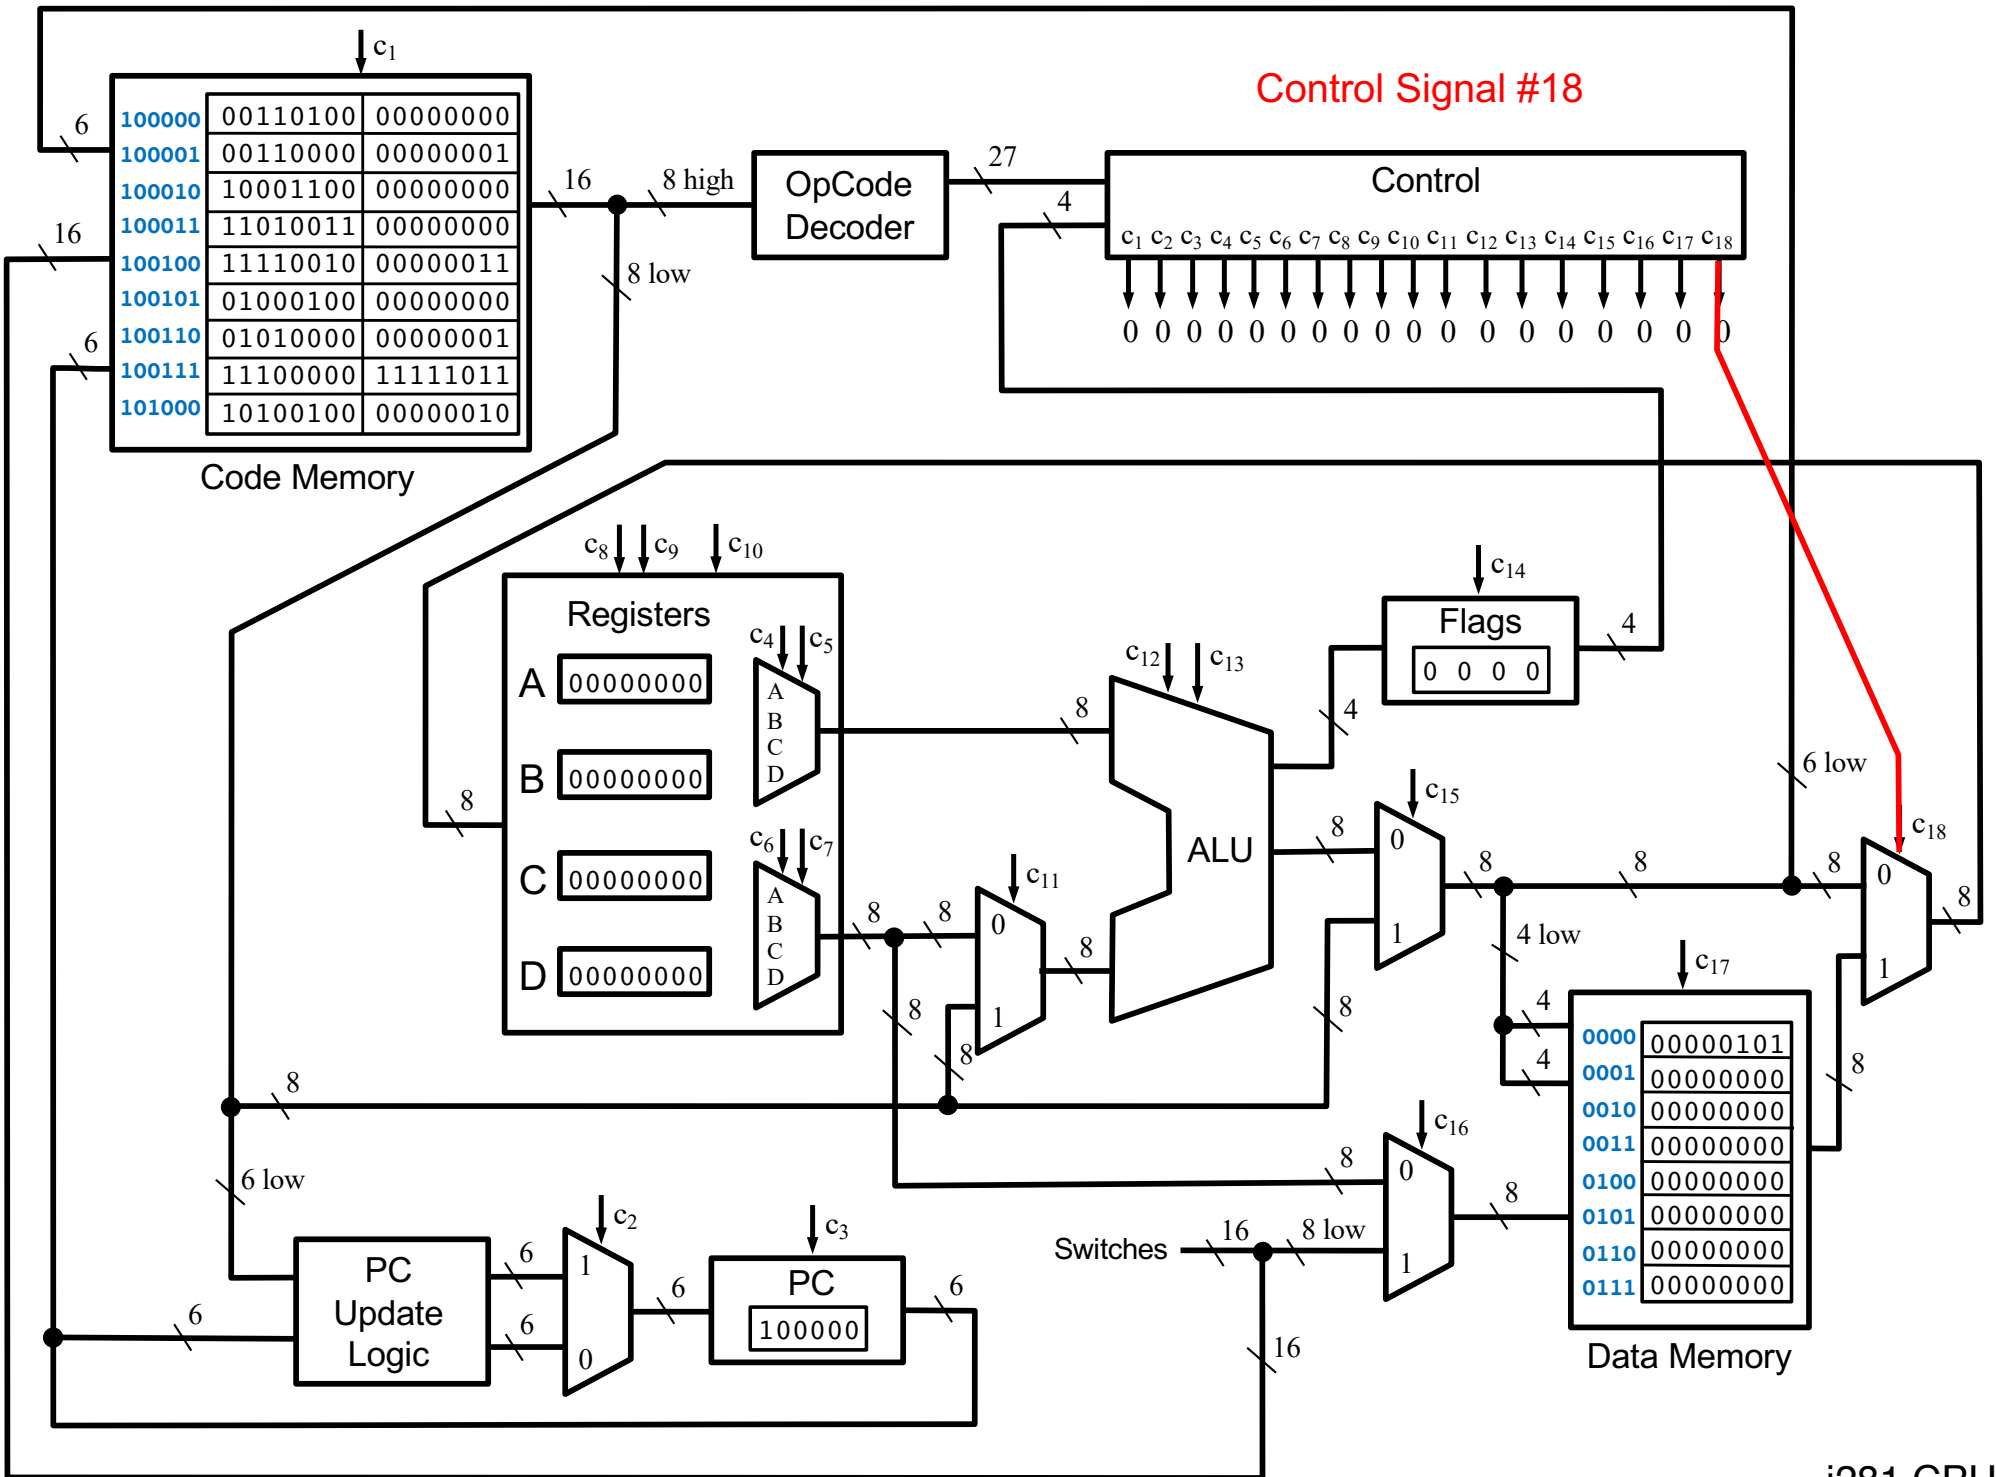 c1
Control Signal #18
6
100000 00110100 00000000
100001 00110000 00000001
100010 10001100 00000000
100011 11010011 00000000
100100 11110010 00000011
100101 01000100 00000000
100110 01010000 00000001
100111 11100000 11111011
101000 10100100 00000010
16
6
Code Memory
16
8 high
8 low
OpCode
Decoder
27
4
Control
c1 c2 c3 c4 c5 c6 c7 c8 c9 c10 c11 c12 c13 c14 c15 c16 c17 c18
0 0 0 0 0 0 0 0 0 0 0 0 0 0 0 0 0 0
c8 c9 c10
Registers
A 00000000
B 00000000
C 00000000
D 00000000
8
c4 c5
A
B
C
D
c6 c7
A
B
C
D
8
8
8
8
c11
0
1
8
8
c12 c13
ALU
c14
Flags
0 0 0 0
4
4
8
c15
0
1
8
8
8
4 low
6 low
8
c18
0
1
8
c17
4
4
0000 00000101
0001 00000000
0010 00000000
0011 00000000
0100 00000000
0101 00000000
0110 00000000
0111 00000000
Data Memory
8
8
c16
0
1
8
8
Switches
16
8 low
16
6 low
PC
Update
Logic
6
6
6
c2
1
0
6
c3
PC
100000
6
i281 CPU